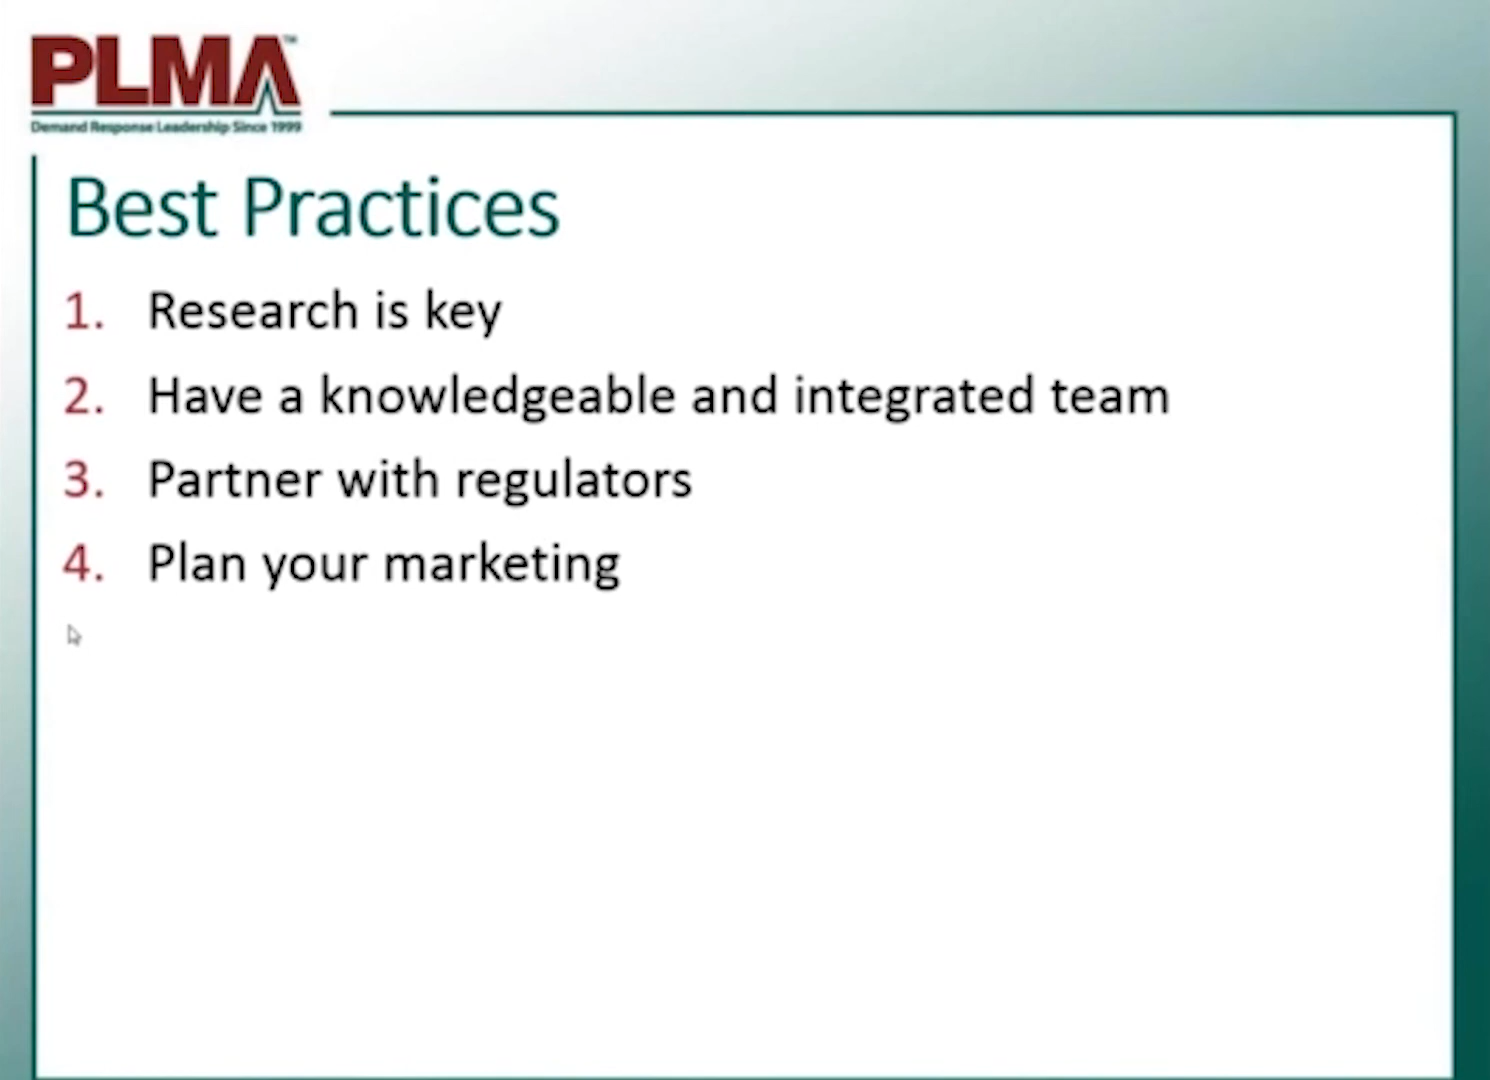 PLMA™
Demand Response Leadership Since 1999
Best Practices
1. Research is key
2. Have a knowledgeable and integrated team
3. Partner with regulators
4. Plan your marketing